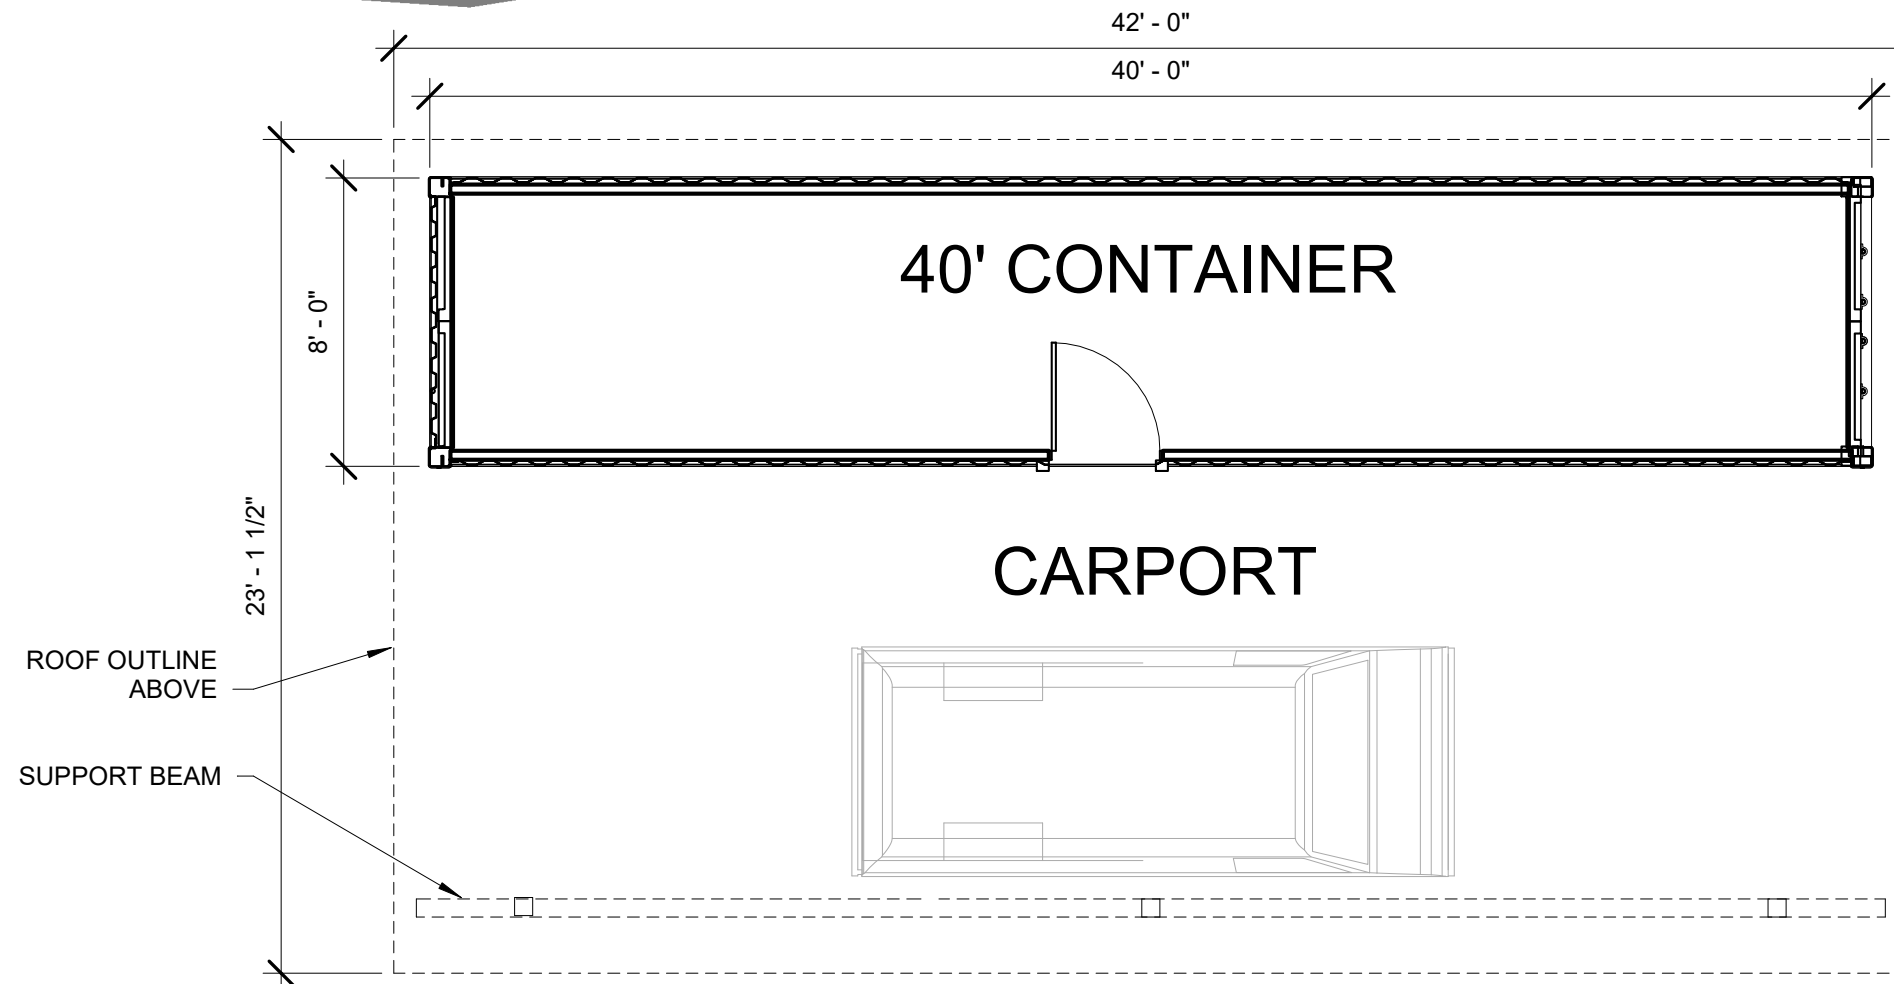 42' - 0"
40' - 0"
40' CONTAINER
8' - 0"
23' - 1 1/2"
CARPORT
ROOF OUTLINE
ABOVE
SUPPORT BEAM